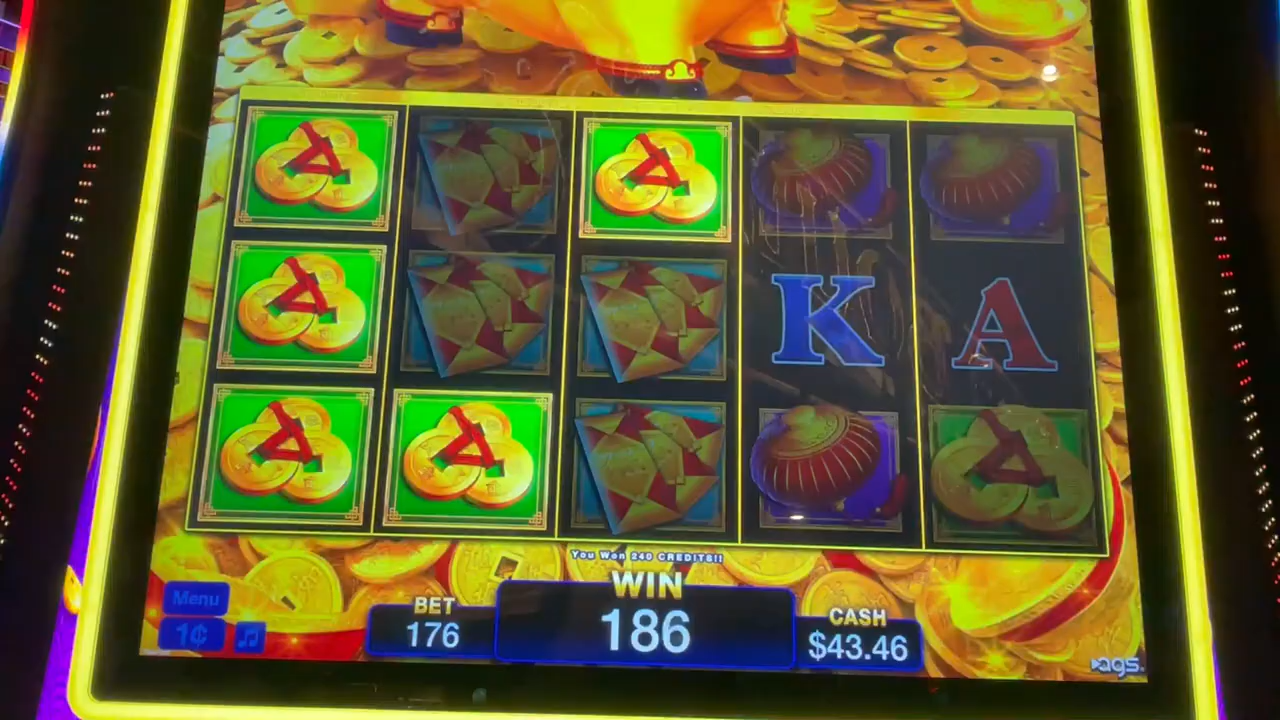 K
A
You Won 240 CREDITS!!
Menu
BET
WIN
CASH
1¢
176
186
$43.46
ags